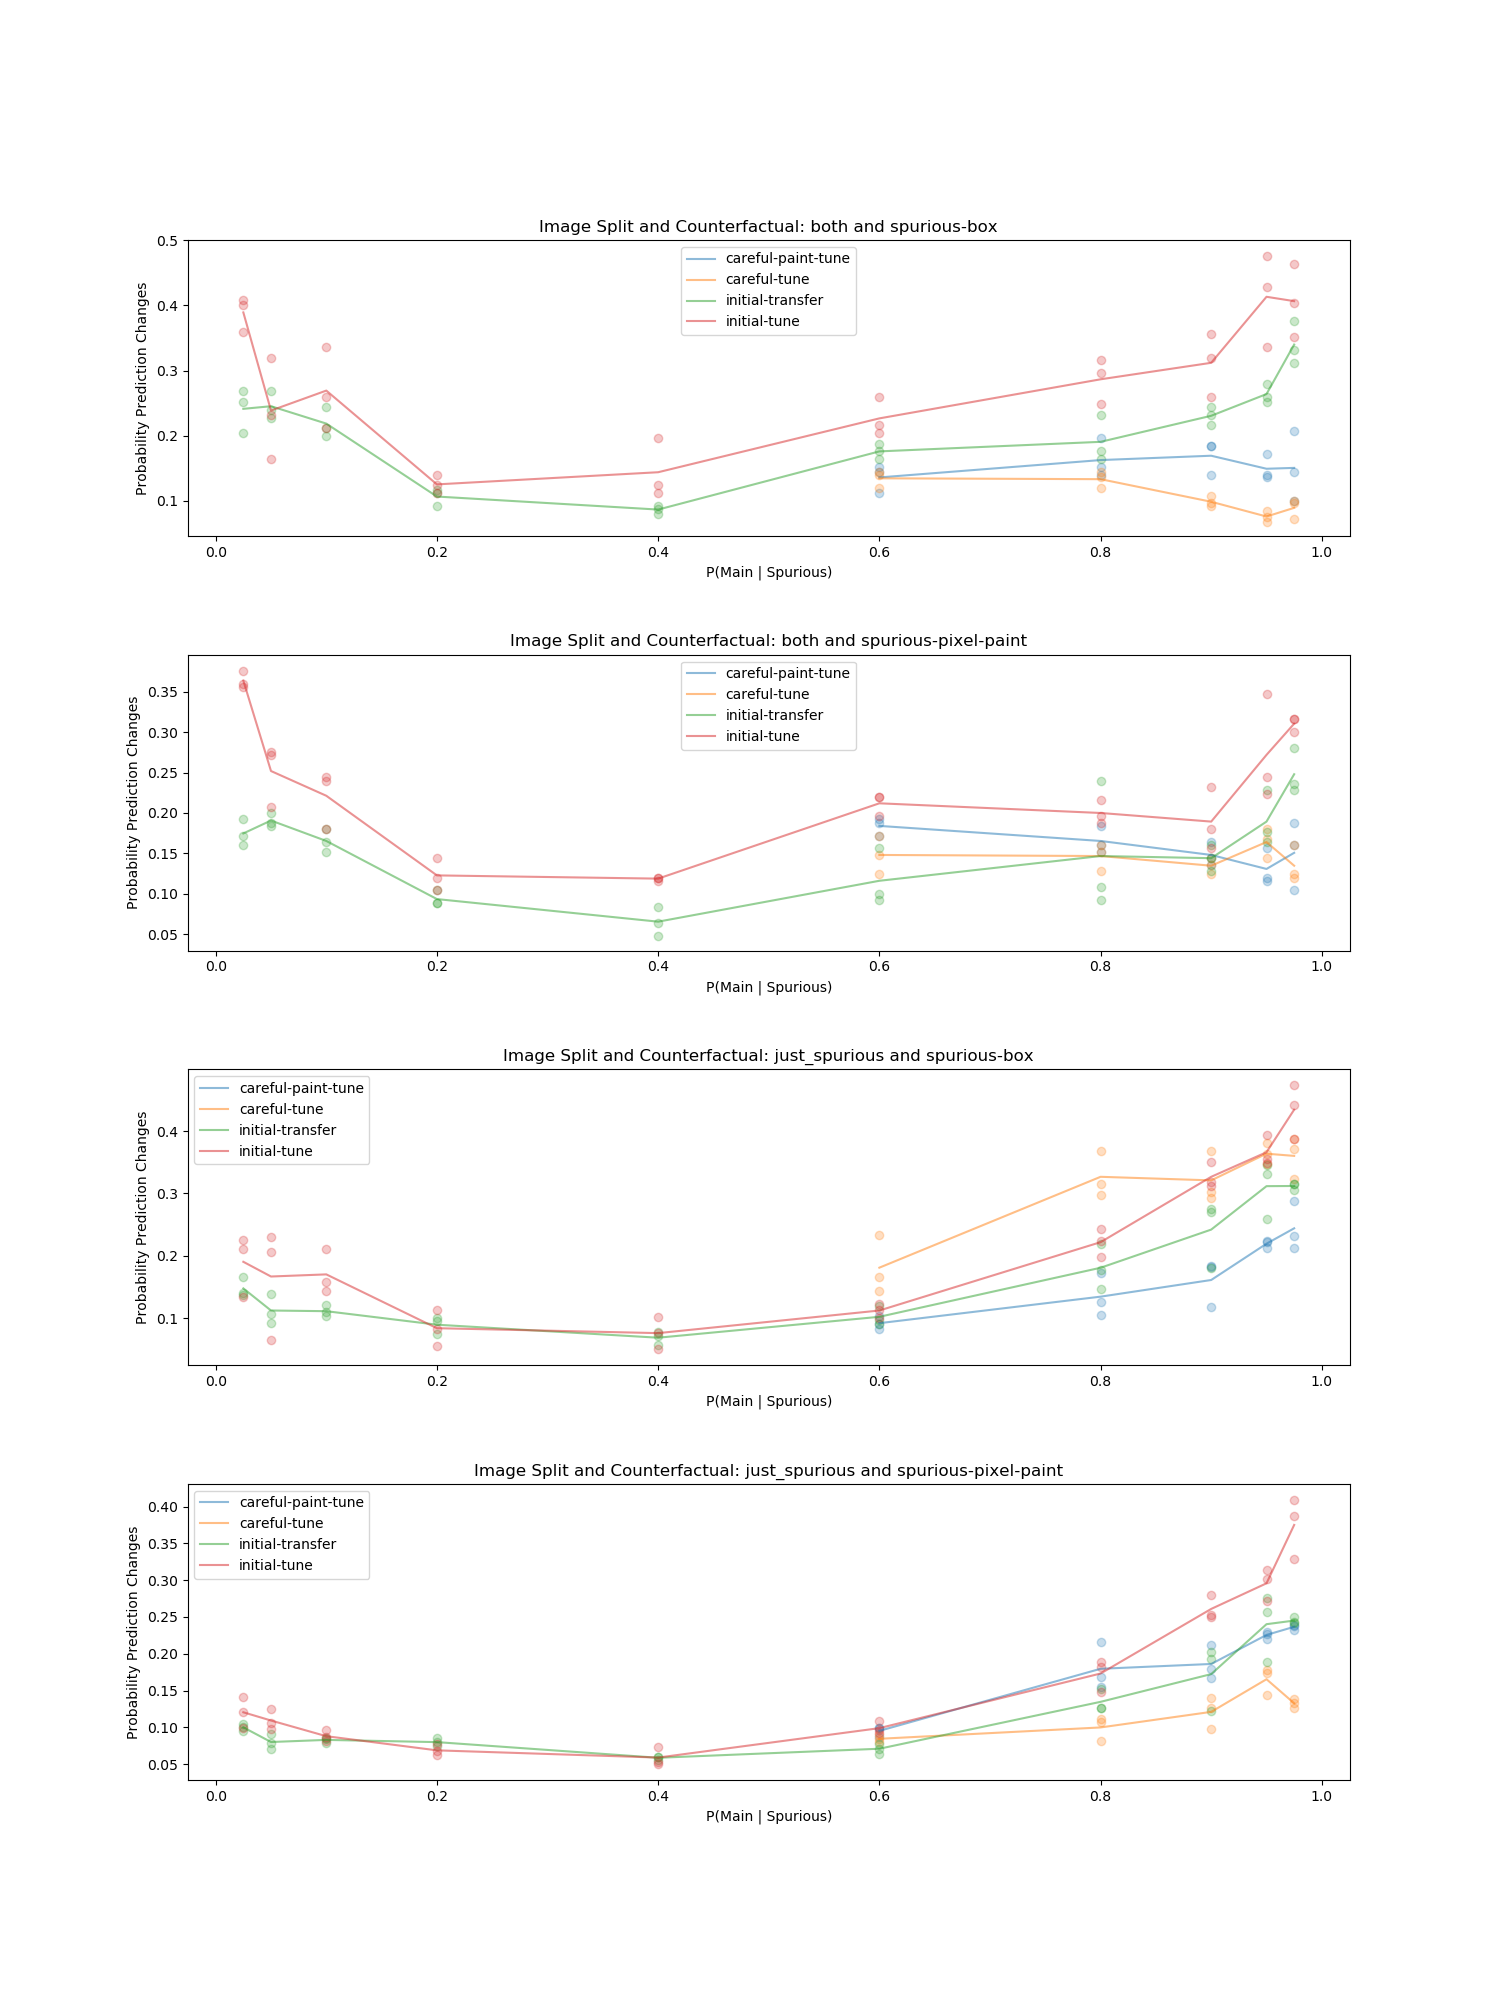 Image Split and Counterfactual: both and spurious-box
Probability Prediction Changes
0.5
0.4
0.3
0.2
0.1
careful-paint-tune
careful-tune
initial-transfer
initial-tune
0.0 0.2 0.4 0.6 0.8 1.0
P(Main | Spurious)
Image Split and Counterfactual: both and spurious-pixel-paint
Probability Prediction Changes
0.35
0.30
0.25
0.20
0.15
0.10
0.05
careful-paint-tune
careful-tune
initial-transfer
initial-tune
0.0 0.2 0.4 0.6 0.8 1.0
P(Main | Spurious)
Image Split and Counterfactual: just_spurious and spurious-box
Probability Prediction Changes
0.4
0.3
0.2
0.1
careful-paint-tune
careful-tune
initial-transfer
initial-tune
0.0 0.2 0.4 0.6 0.8 1.0
P(Main | Spurious)
Image Split and Counterfactual: just_spurious and spurious-pixel-paint
Probability Prediction Changes
0.40
0.35
0.30
0.25
0.20
0.15
0.10
0.05
careful-paint-tune
careful-tune
initial-transfer
initial-tune
0.0 0.2 0.4 0.6 0.8 1.0
P(Main | Spurious)